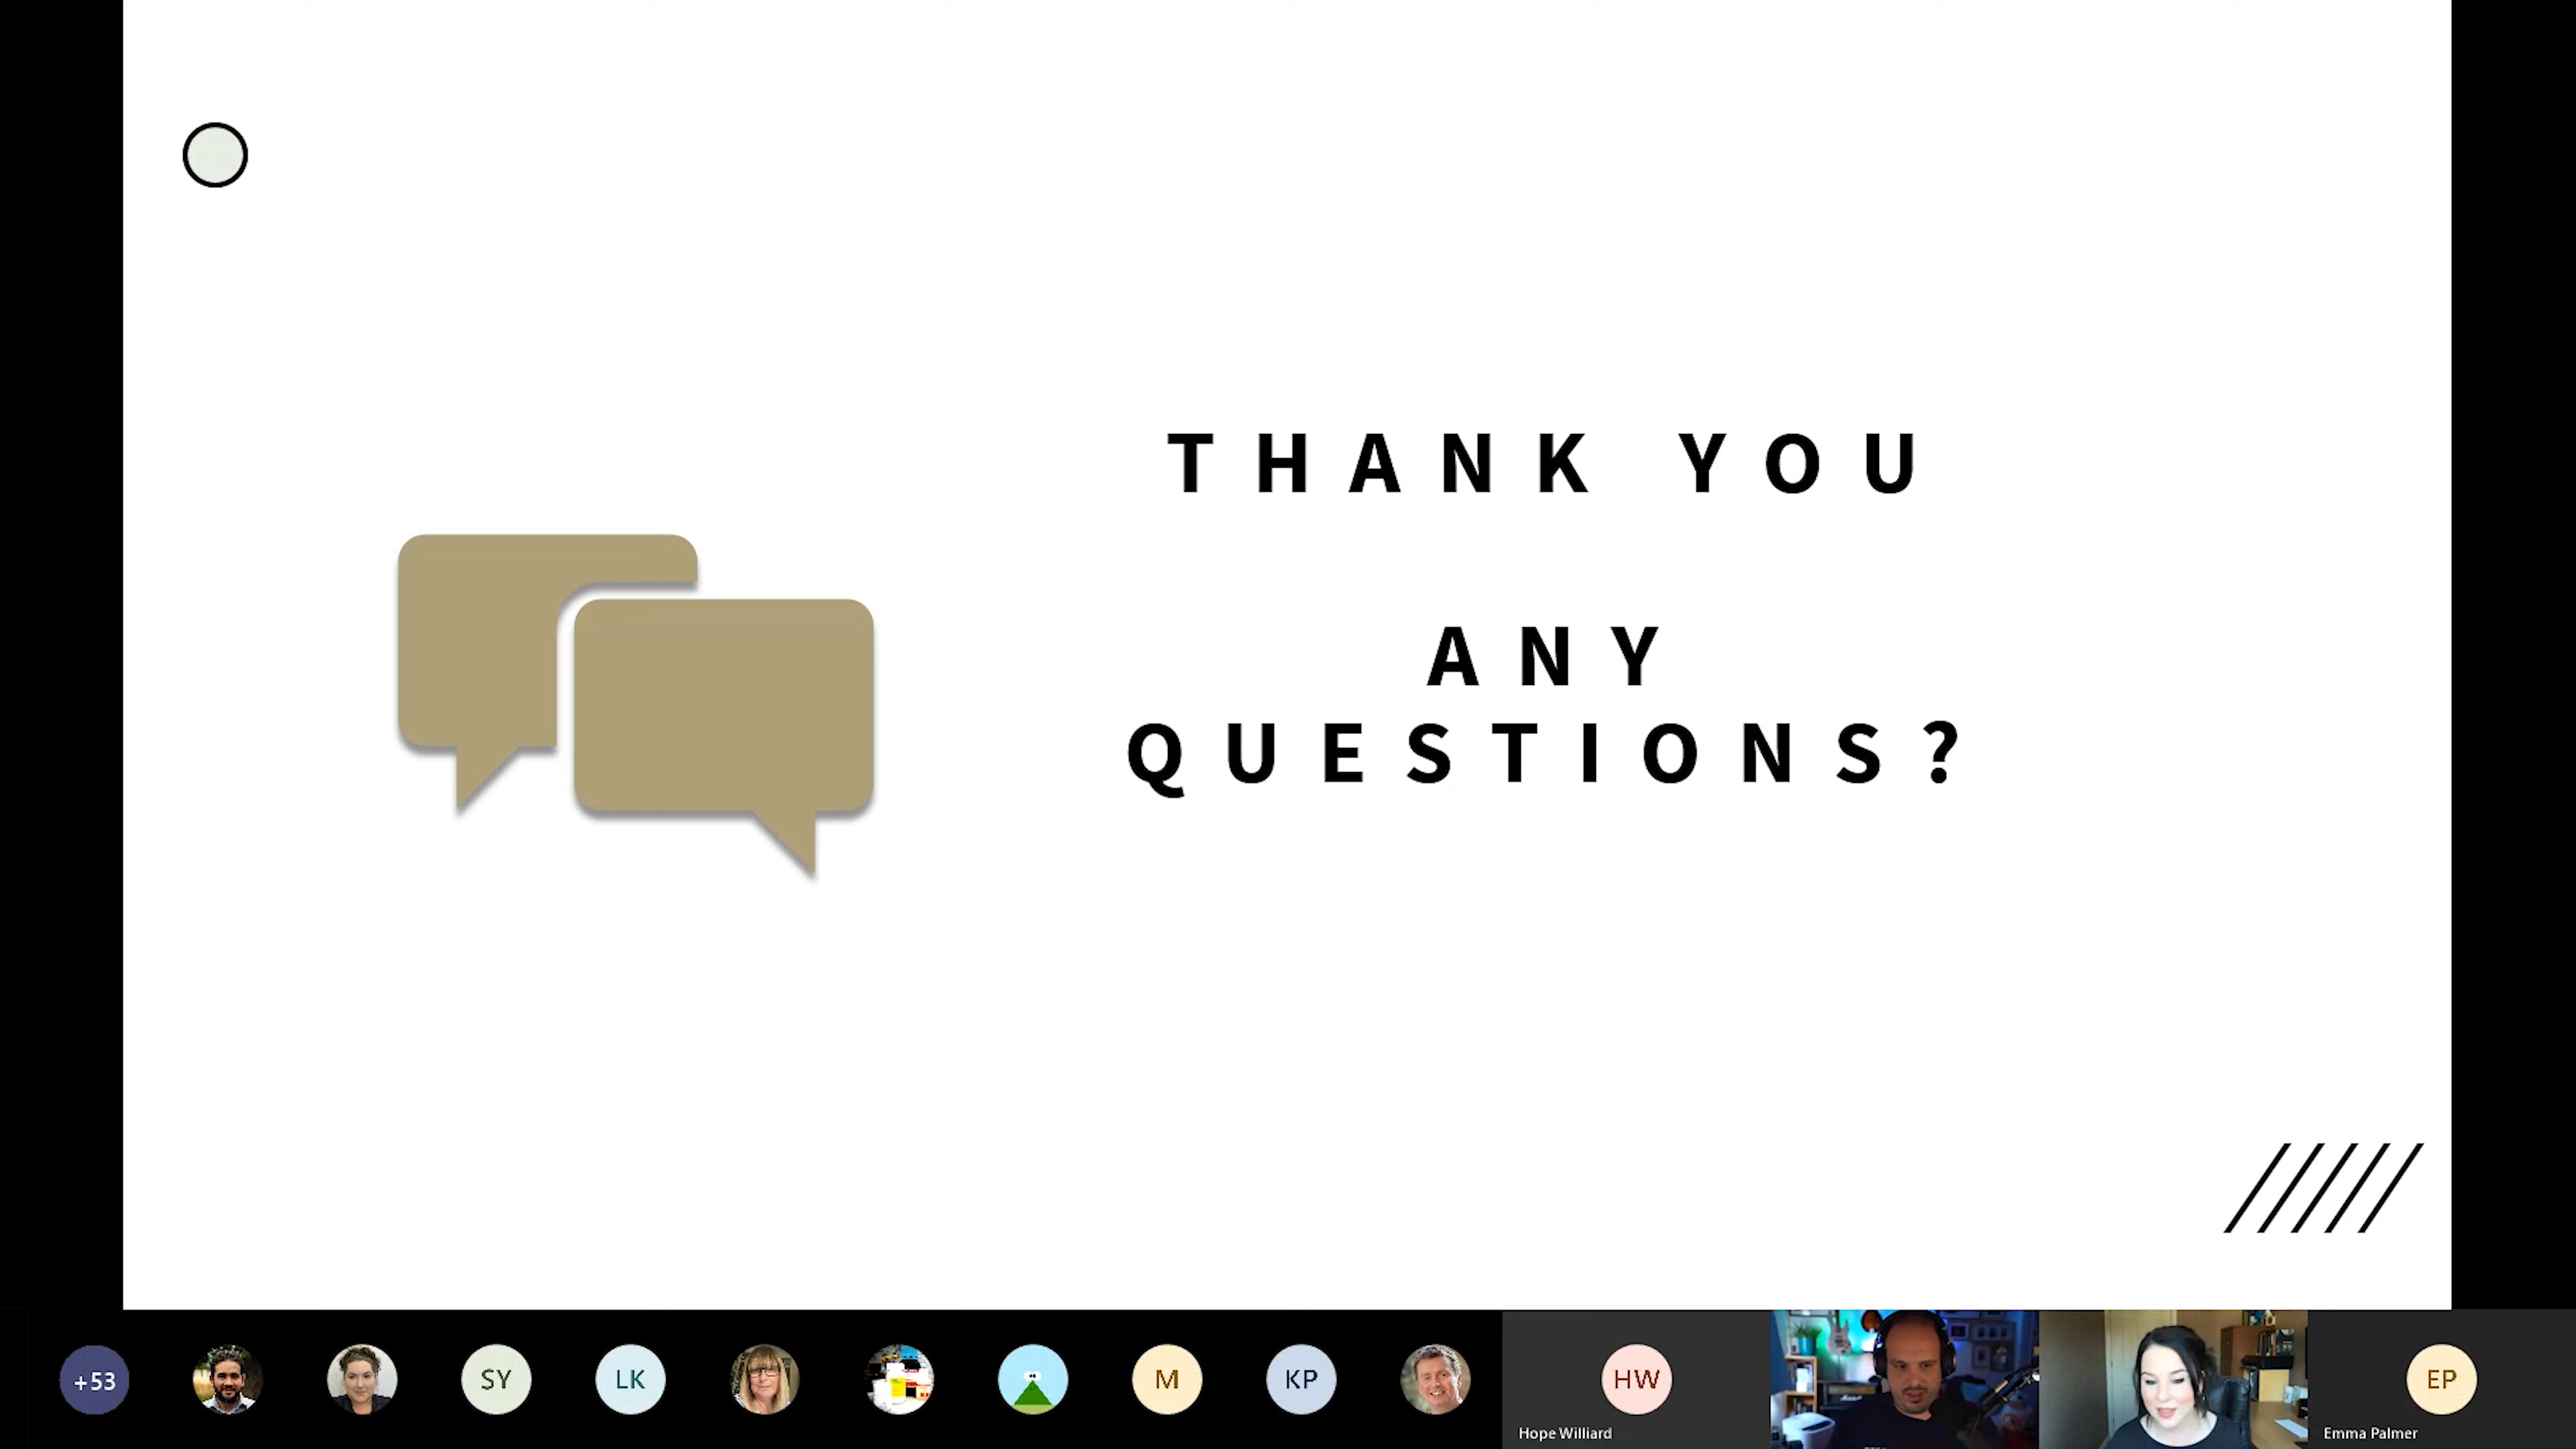 THANK YOU
ANY
QUESTIONS?
+53
SY
LK
M
KP
HW
Hope Williard
EP
Emma Palmer